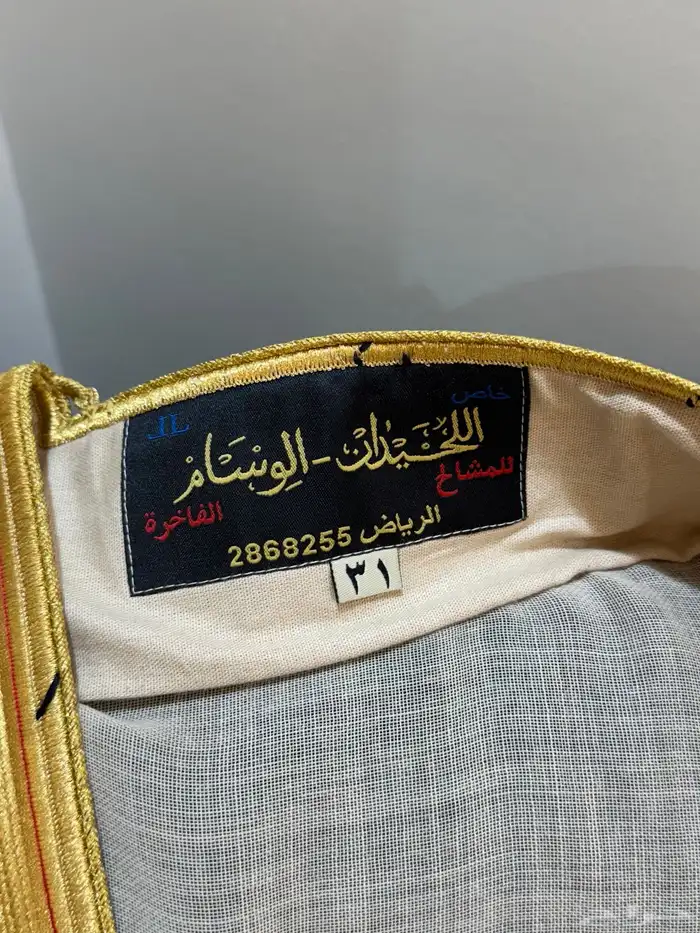 خاص
JL
اللحيدان - الوسام
للمشالح الفاخرة
الرياض 2868255
٣١